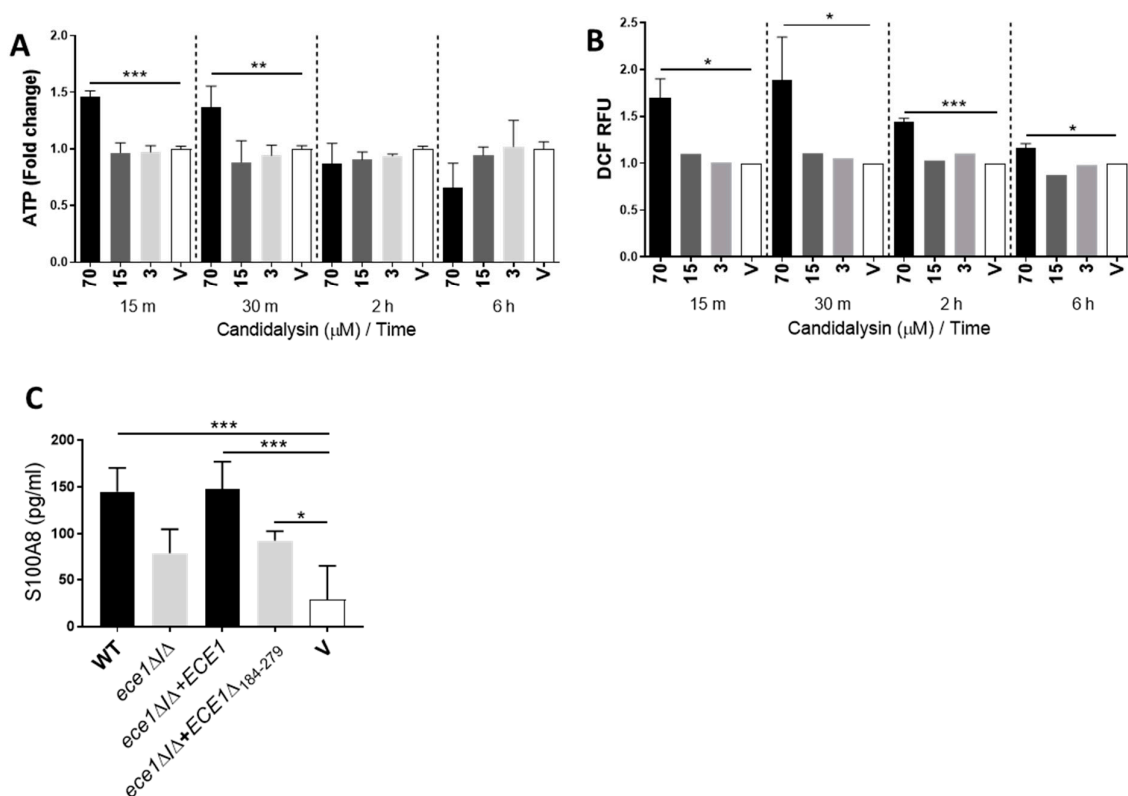 A
ATP (Fold change)
2.0
1.5
1.0
0.5
0.0
***
**
70 15 3 V 70 15 3 V 70 15 3 V 70 15 3 V
15 m 30 m 2 h 6 h
Candidalysin (μM) / Time
B
DCF RFU
2.5
2.0
1.5
1.0
0.5
0.0
*
*
***
*
70 15 3 V 70 15 3 V 70 15 3 V 70 15 3 V
15 m 30 m 2 h 6 h
Candidalysin (μM) / Time
C
S100A8 (pg/ml)
200
150
100
50
0
***
***
*
WT
ece1Δ/Δ
ece1Δ/Δ+ECE1
ece1Δ/Δ+ECE1Δ184-279
V